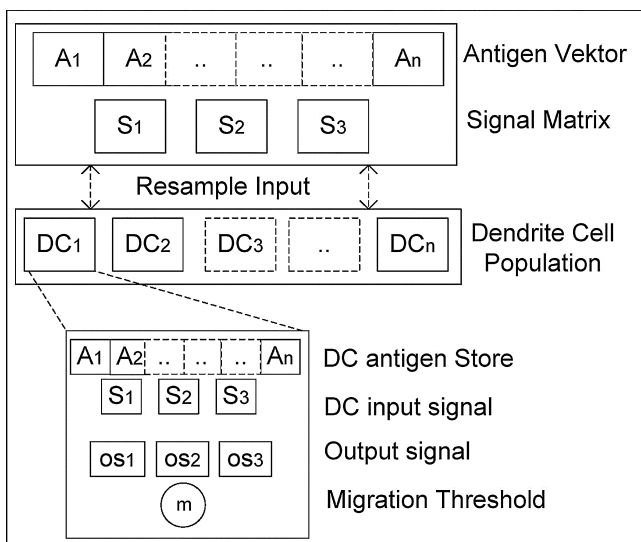 A1 A2 .. .. .. An Antigen Vektor
S1 S2 S3 Signal Matrix
Resample Input
DC1 DC2 DC3 .. DCn Dendrite Cell
Population
A1 A2 .. .. .. An DC antigen Store
S1 S2 S3 DC input signal
os1 os2 os3 Output signal
m Migration Threshold